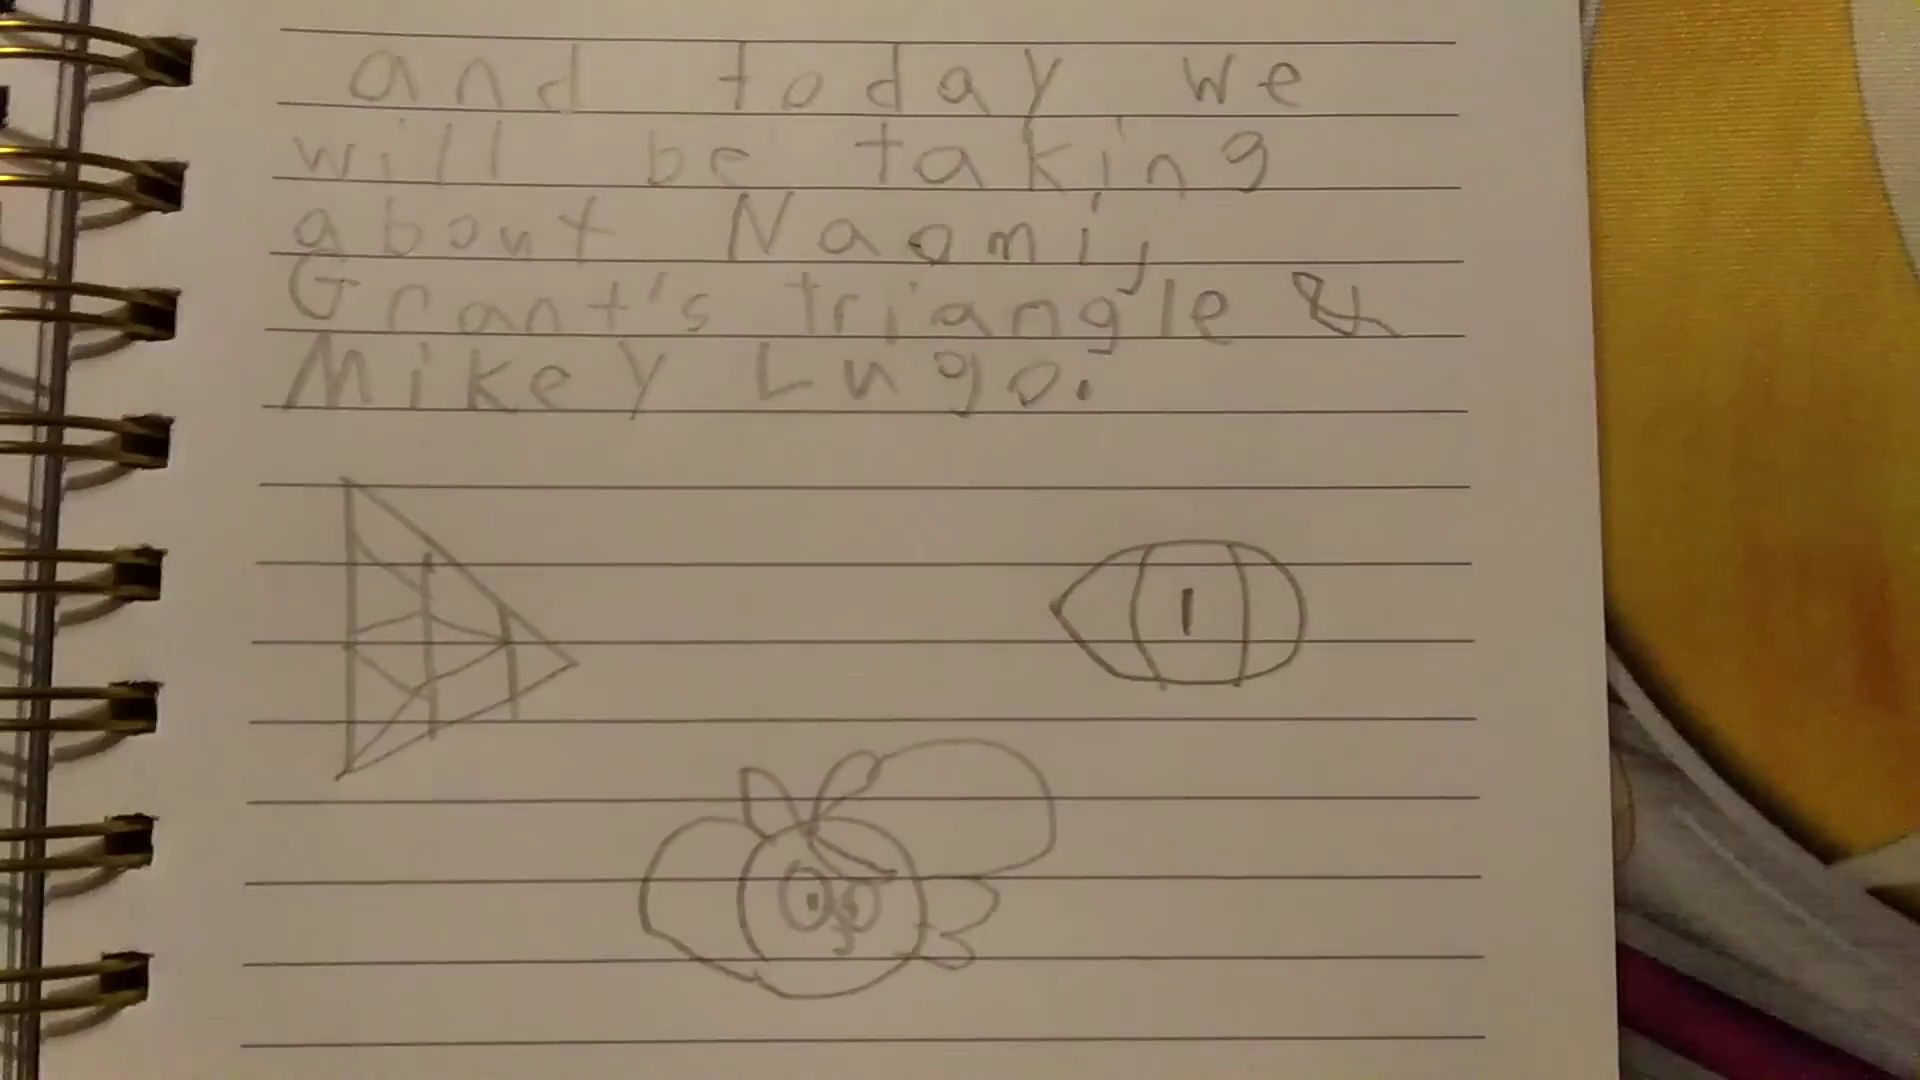 and today we
will be taking
about Naomi,
Grant's triangle &
Mikey Lugo.